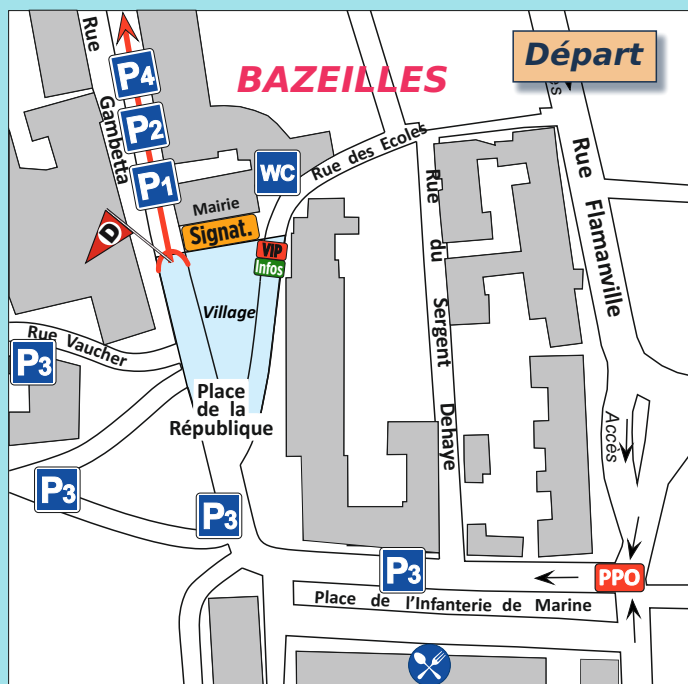 Départ
BAZEILLES
Rue Gambetta
P4
P2
P1
WC
Rue des Ecoles
Mairie
Signat.
VIP
Infos
D
Village
Rue Vaucher
P3
Place
de la
République
Rue du Sergent Dehaye
Rue Flamanville
Accès
P3
P3
P3
PPO
Place de l'Infanterie de Marine